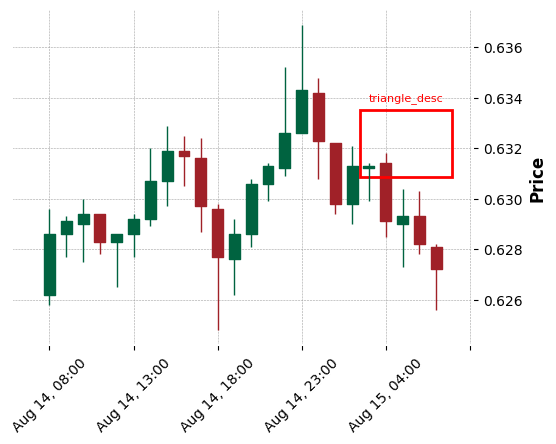 triangle_desc
0.636
0.634
0.632
0.630
0.628
0.626
Price
Aug 14, 08:00
Aug 14, 13:00
Aug 14, 18:00
Aug 14, 23:00
Aug 15, 04:00